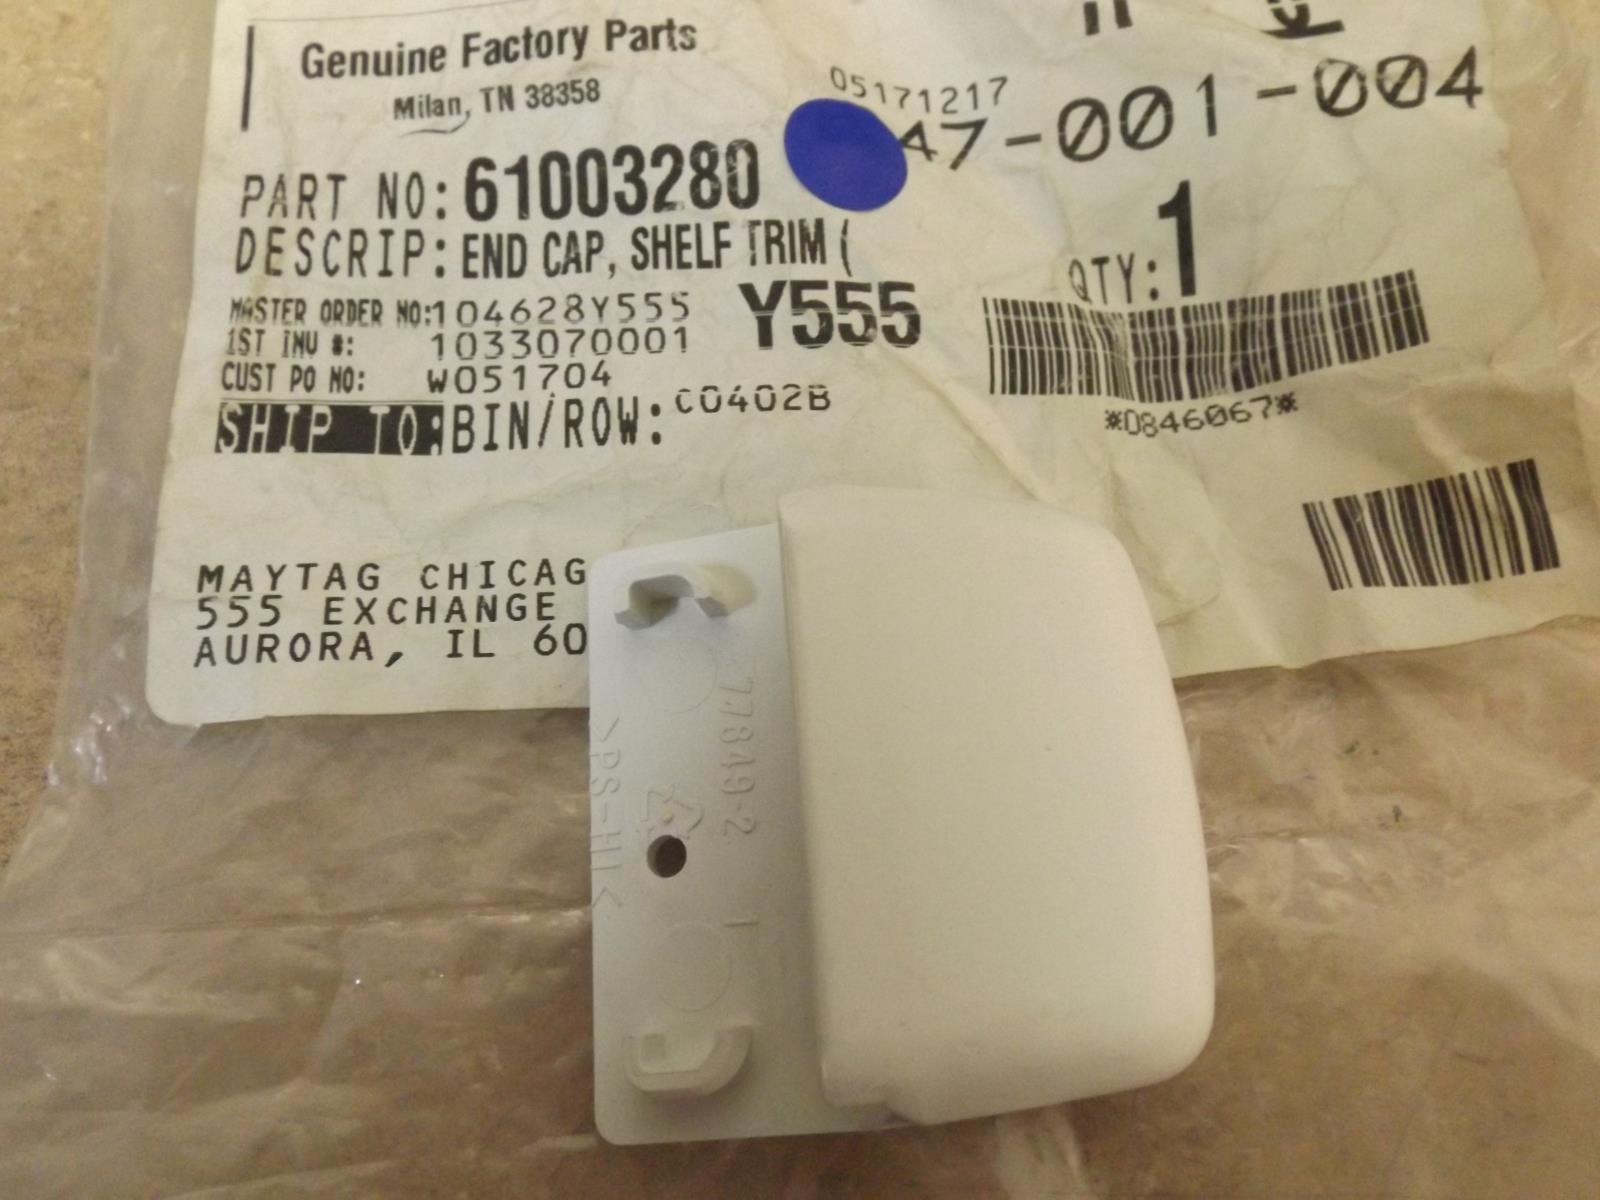 Genuine Factory Parts
Milan, TN 38358
05171217
47-001-004
PART NO: 61003280
DESCRIP: END CAP, SHELF TRIM (
QTY: 1
MASTER ORDER NO: 104628Y555 Y555
1ST INV #: 1033070001
CUST PO NO: W051704
SHIP TO: BIN/ROW: C0402B
*0846067*
MAYTAG CHICAG
555 EXCHANGE
AURORA, IL 60
77849-2
>PS-HI<